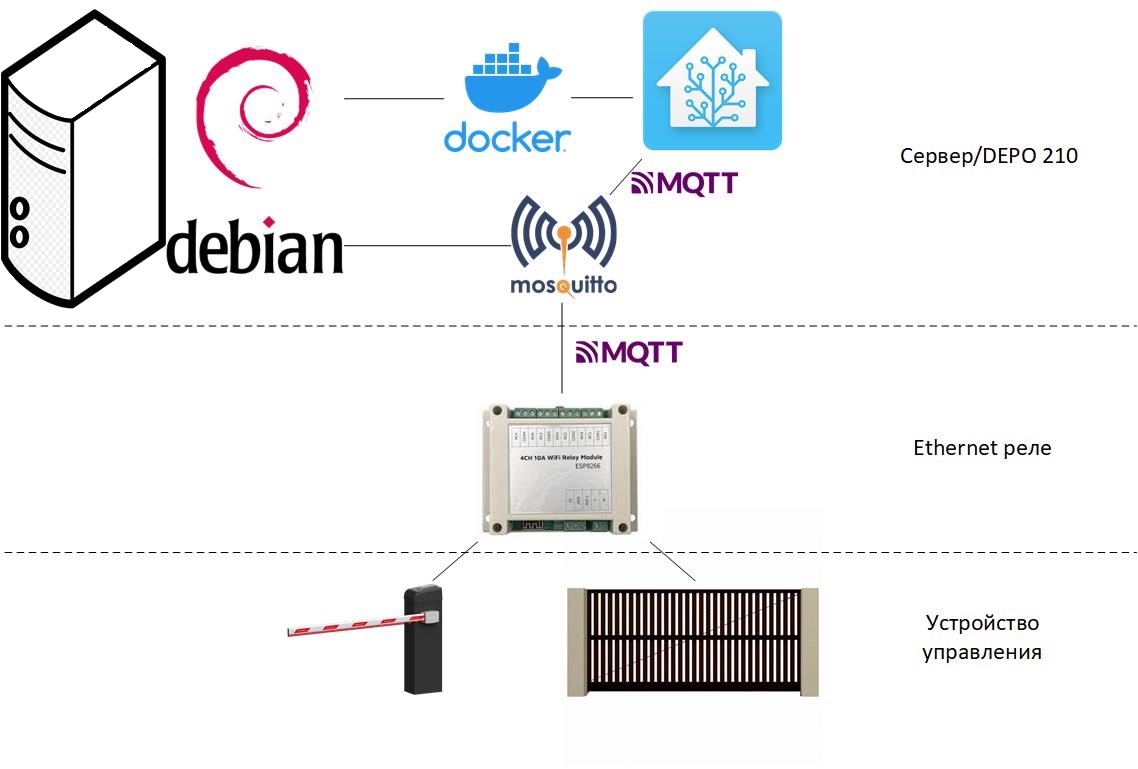 docker
Сервер/DEPO 210
MQTT
debian
mosquitto
MQTT
4CH 10A WiFi Relay Module
ESP8266
Ethernet реле
Устройство
управления